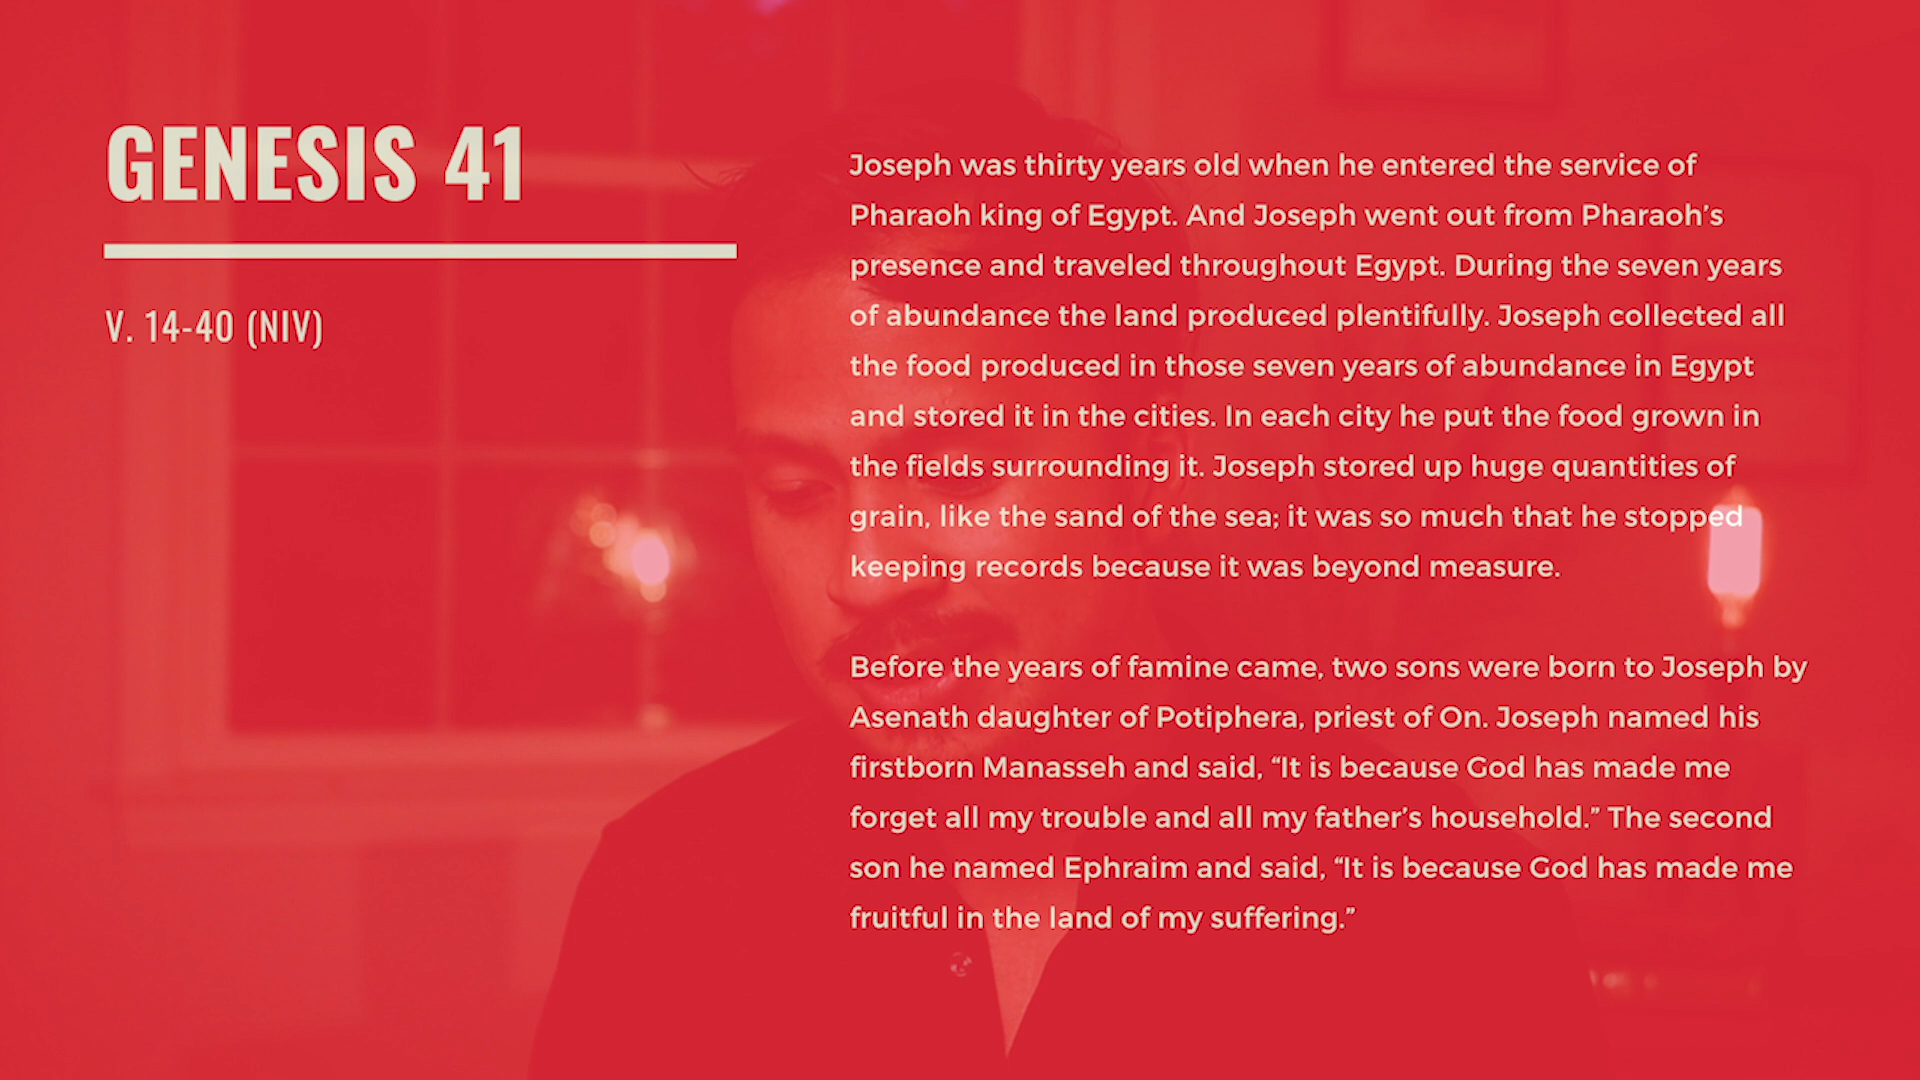 GENESIS 41
V. 14-40 (NIV)
Joseph was thirty years old when he entered the service of
Pharaoh king of Egypt. And Joseph went out from Pharaoh’s
presence and traveled throughout Egypt. During the seven years
of abundance the land produced plentifully. Joseph collected all
the food produced in those seven years of abundance in Egypt
and stored it in the cities. In each city he put the food grown in
the fields surrounding it. Joseph stored up huge quantities of
grain, like the sand of the sea; it was so much that he stopped
keeping records because it was beyond measure.
Before the years of famine came, two sons were born to Joseph by
Asenath daughter of Potiphera, priest of On. Joseph named his
firstborn Manasseh and said, “It is because God has made me
forget all my trouble and all my father’s household.” The second
son he named Ephraim and said, “It is because God has made me
fruitful in the land of my suffering.”